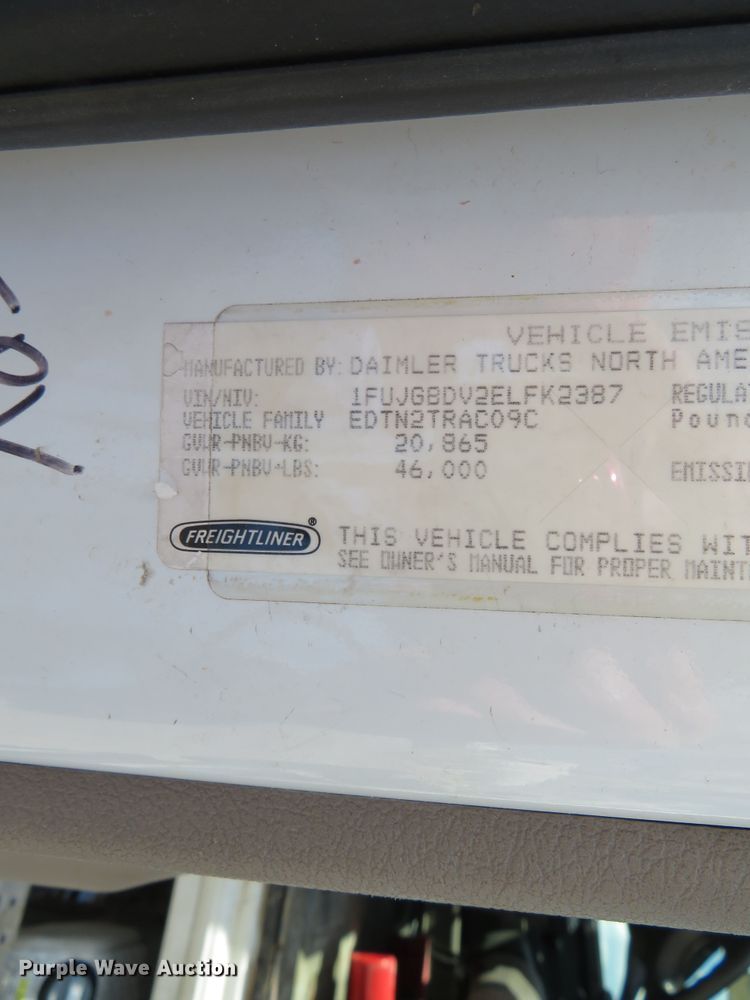 VEHICLE EMIS
MANUFACTURED BY: DAIMLER TRUCKS NORTH AME
VIN/NIV: 1FUJGBDV2ELFK2387 REGULA
VEHICLE FAMILY EDTN2TRAC09C Poun
GVWR-PNBV-KG: 20,865
GVWR-PNBV-LBS: 46,000 EMISSI
FREIGHTLINER®
THIS VEHICLE COMPLIES WIT
SEE OWNER'S MANUAL FOR PROPER MAINT
Purple Wave Auction